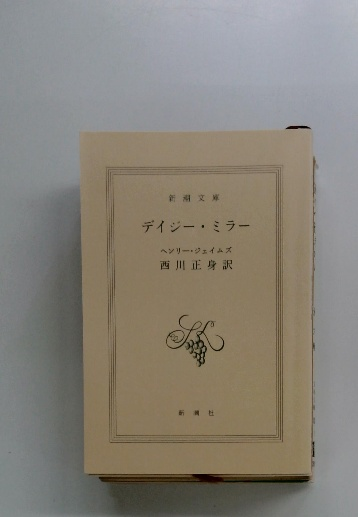 新潮文庫
デイジー・ミラー
ヘンリー・ジェイムズ
西川正身訳
新潮社